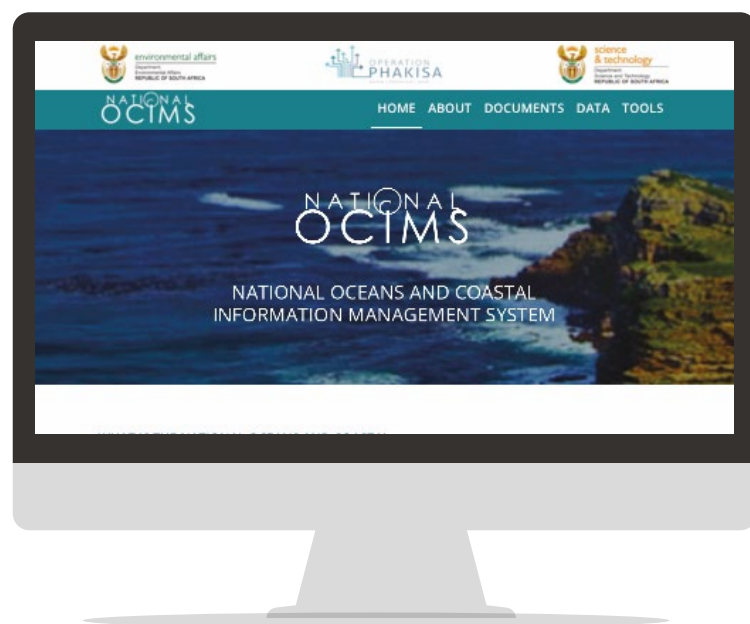 environmental affairs
Department:
Environmental Affairs
REPUBLIC OF SOUTH AFRICA
OPERATION
PHAKISA
science
& technology
Department:
Science and Technology
REPUBLIC OF SOUTH AFRICA
NATIONAL
OCIMS
HOME ABOUT DOCUMENTS DATA TOOLS
NATIONAL
OCIMS
NATIONAL OCEANS AND COASTAL
INFORMATION MANAGEMENT SYSTEM